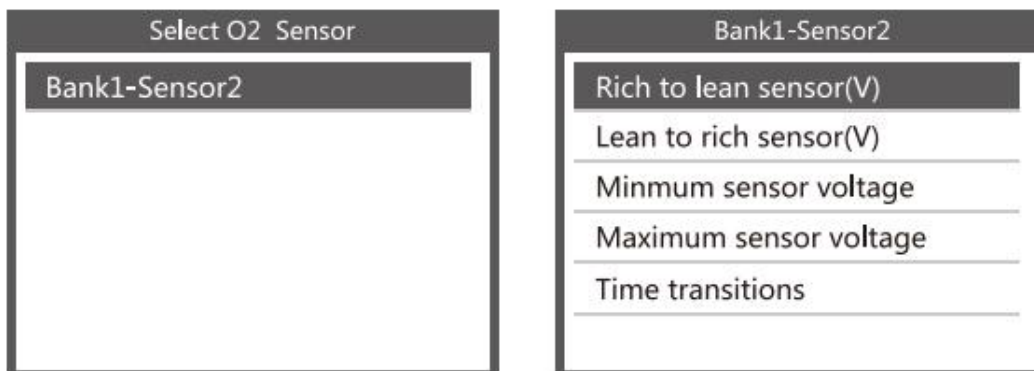 Select O2 Sensor
Bank1-Sensor2
Bank1-Sensor2
Rich to lean sensor(V)
Lean to rich sensor(V)
Minmum sensor voltage
Maximum sensor voltage
Time transitions